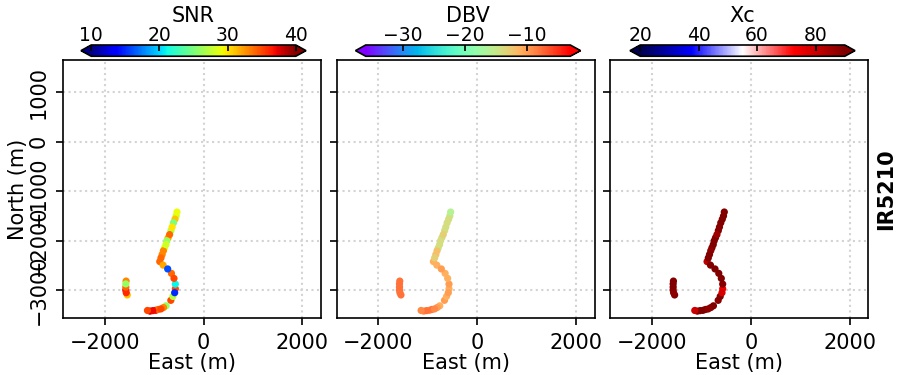 SNR DBV Xc
10 20 30 40 −30 −20 −10 20 40 60 80
1000
0
−1000
−2000
−3000
North (m)
IR5210
−2000 0 2000 −2000 0 2000 −2000 0 2000
East (m) East (m) East (m)